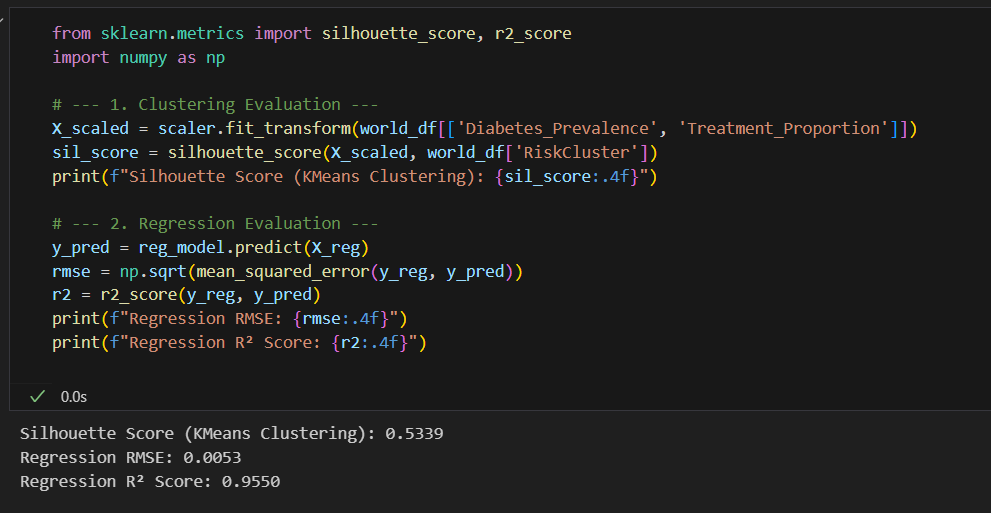 from sklearn.metrics import silhouette_score, r2_score
import numpy as np
# --- 1. Clustering Evaluation ---
X_scaled = scaler.fit_transform(world_df[['Diabetes_Prevalence', 'Treatment_Proportion']])
sil_score = silhouette_score(X_scaled, world_df['RiskCluster'])
print(f"Silhouette Score (KMeans Clustering): {sil_score:.4f}")
# --- 2. Regression Evaluation ---
y_pred = reg_model.predict(X_reg)
rmse = np.sqrt(mean_squared_error(y_reg, y_pred))
r2 = r2_score(y_reg, y_pred)
print(f"Regression RMSE: {rmse:.4f}")
print(f"Regression R² Score: {r2:.4f}")
0.0s
Silhouette Score (KMeans Clustering): 0.5339
Regression RMSE: 0.0053
Regression R² Score: 0.9550